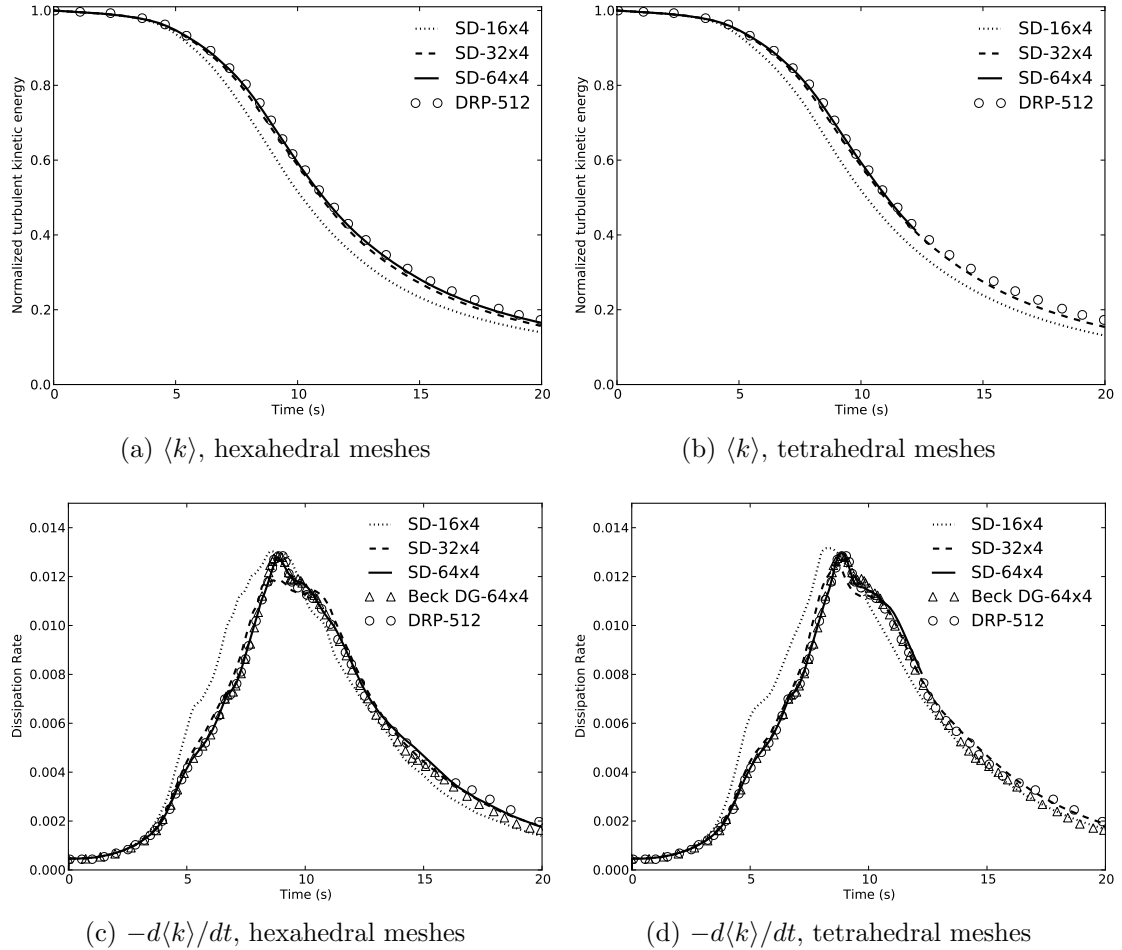 1.0
0.8
0.6
0.4
0.2
0.0
Normalized turbulent kinetic energy
SD-16x4
SD-32x4
SD-64x4
DRP-512
0 5 10 15 20
Time (s)
(a) ⟨k⟩, hexahedral meshes
1.0
0.8
0.6
0.4
0.2
0.0
Normalized turbulent kinetic energy
SD-16x4
SD-32x4
SD-64x4
DRP-512
0 5 10 15 20
Time (s)
(b) ⟨k⟩, tetrahedral meshes
0.014
0.012
0.010
0.008
0.006
0.004
0.002
0.000
Dissipation Rate
SD-16x4
SD-32x4
SD-64x4
Beck DG-64x4
DRP-512
0 5 10 15 20
Time (s)
(c) −d⟨k⟩/dt, hexahedral meshes
0.014
0.012
0.010
0.008
0.006
0.004
0.002
0.000
Dissipation Rate
SD-16x4
SD-32x4
SD-64x4
Beck DG-64x4
DRP-512
0 5 10 15 20
Time (s)
(d) −d⟨k⟩/dt, tetrahedral meshes